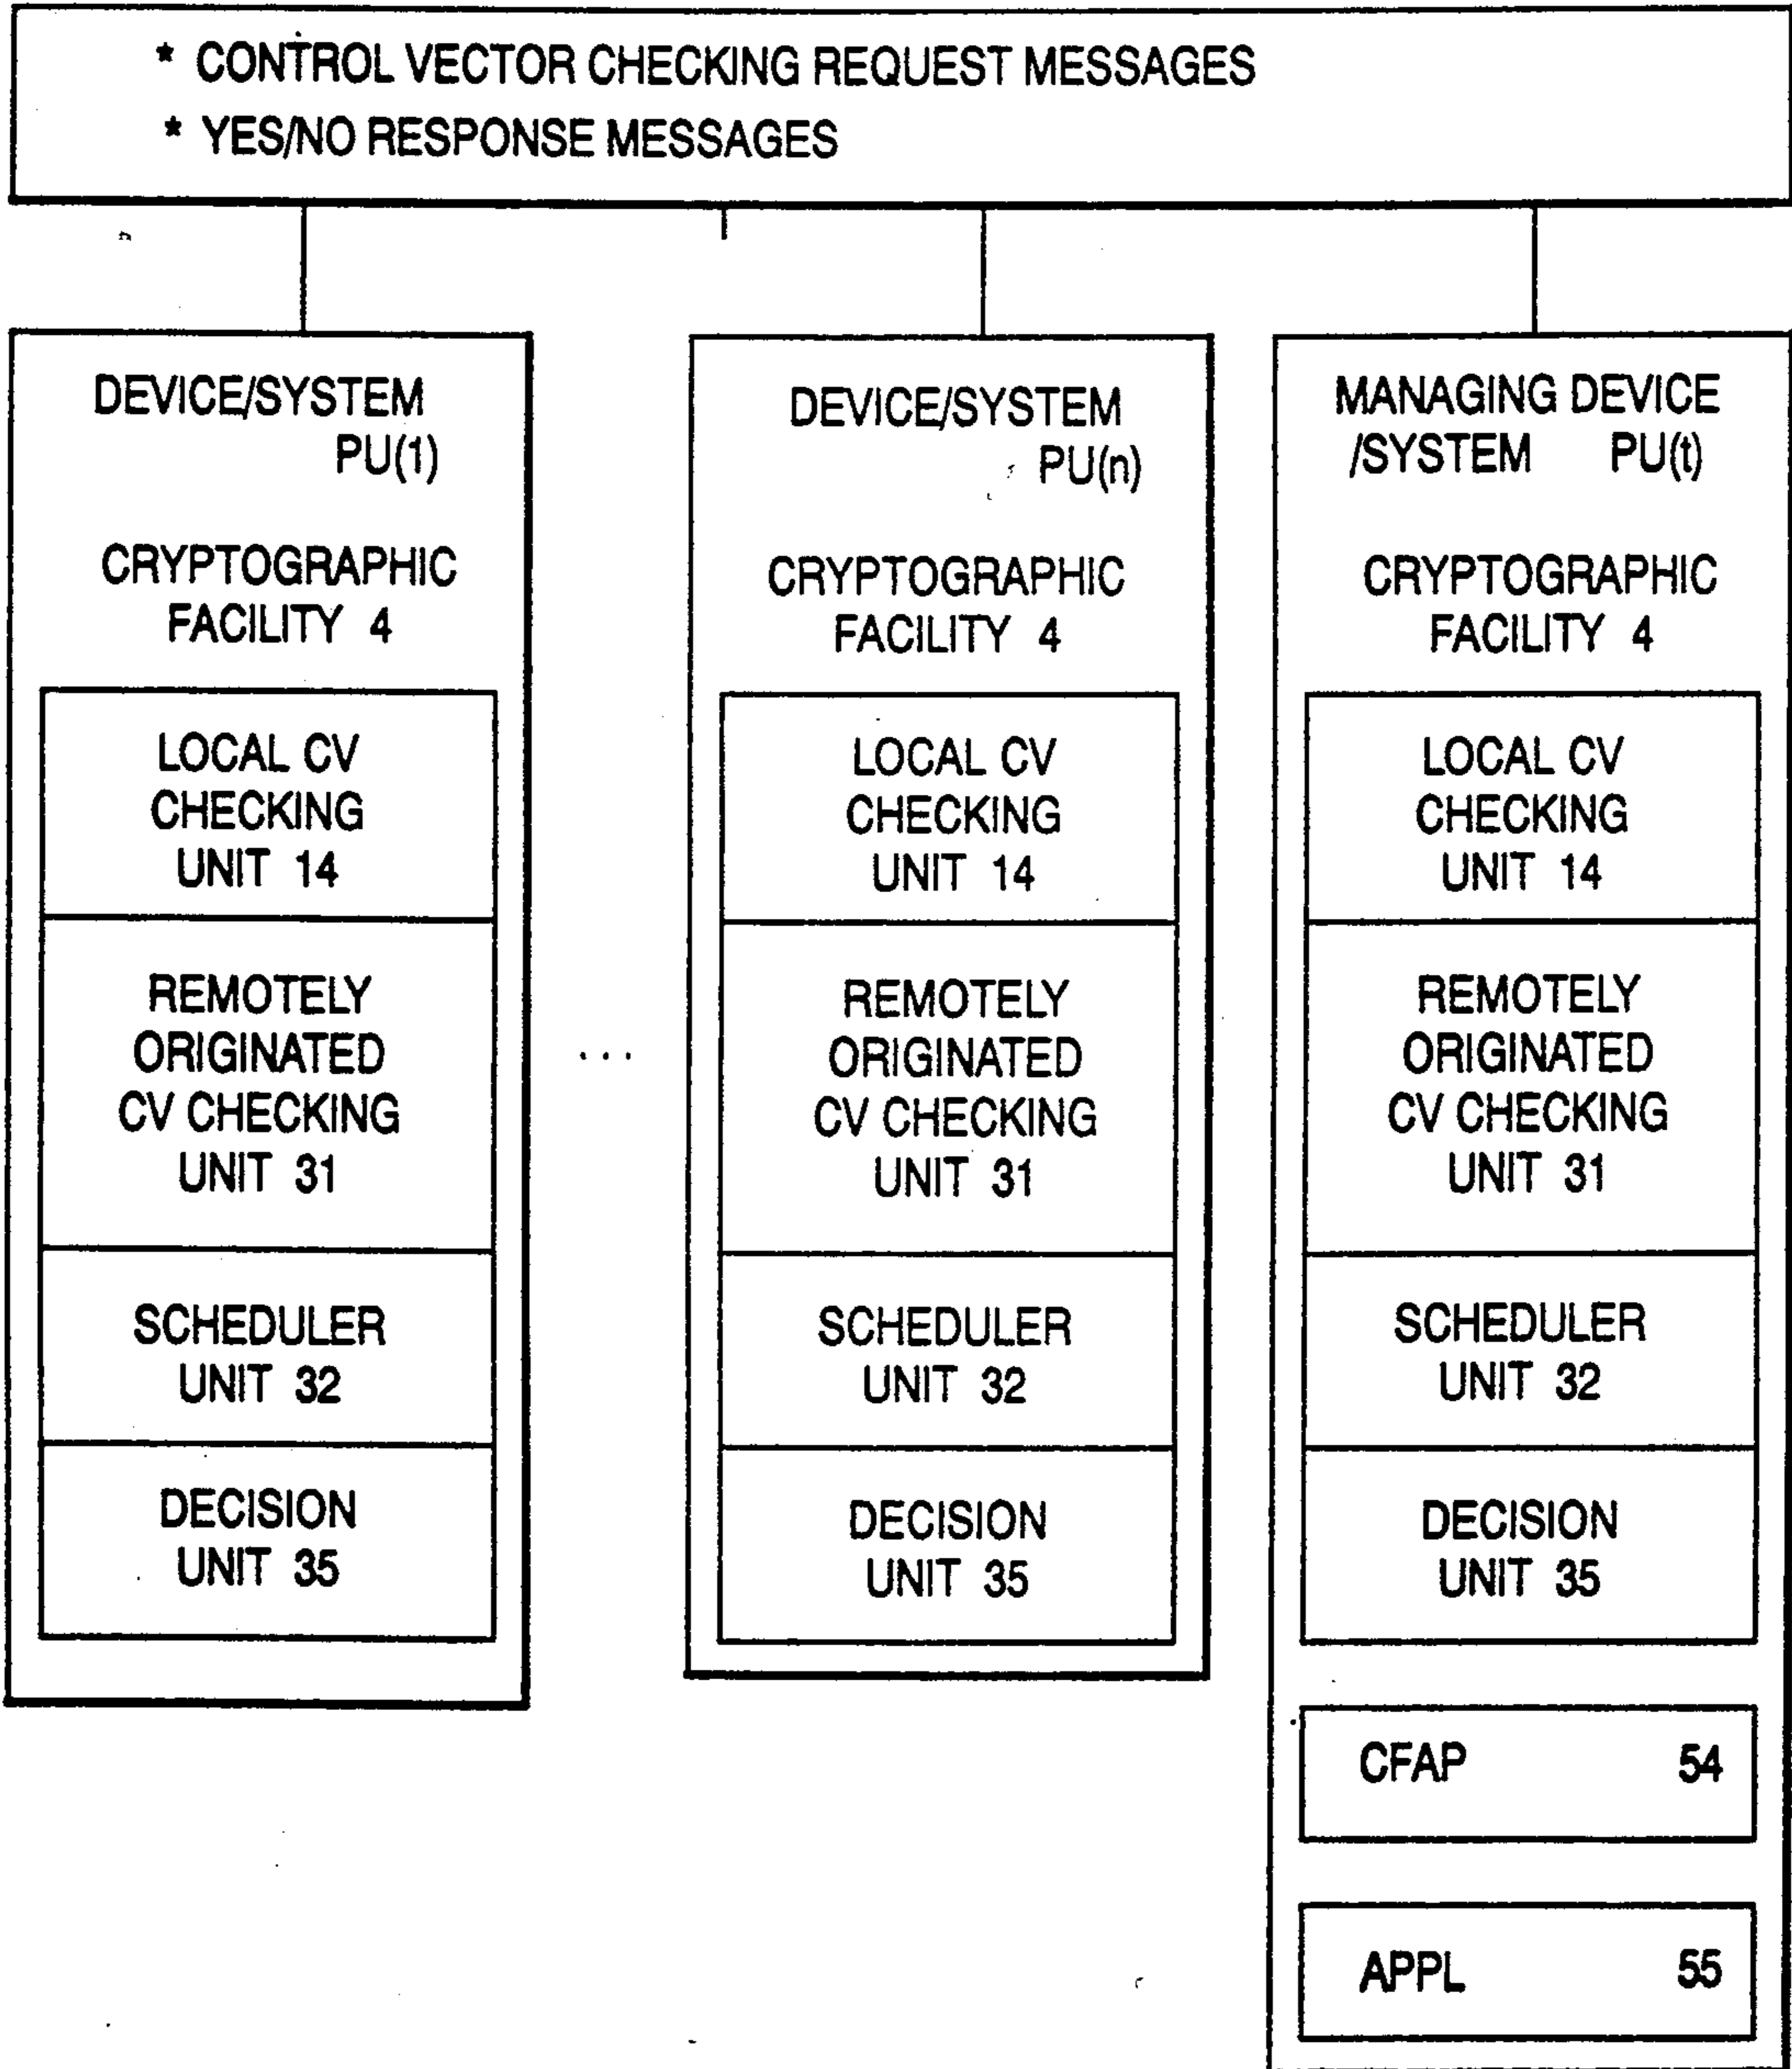 * CONTROL VECTOR CHECKING REQUEST MESSAGES
* YES/NO RESPONSE MESSAGES
DEVICE/SYSTEM
PU(1)
CRYPTOGRAPHIC
FACILITY 4
LOCAL CV
CHECKING
UNIT 14
REMOTELY
ORIGINATED
CV CHECKING
UNIT 31
SCHEDULER
UNIT 32
DECISION
UNIT 35
...
DEVICE/SYSTEM
PU(n)
CRYPTOGRAPHIC
FACILITY 4
LOCAL CV
CHECKING
UNIT 14
REMOTELY
ORIGINATED
CV CHECKING
UNIT 31
SCHEDULER
UNIT 32
DECISION
UNIT 35
MANAGING DEVICE
/SYSTEM PU(t)
CRYPTOGRAPHIC
FACILITY 4
LOCAL CV
CHECKING
UNIT 14
REMOTELY
ORIGINATED
CV CHECKING
UNIT 31
SCHEDULER
UNIT 32
DECISION
UNIT 35
CFAP 54
APPL 55